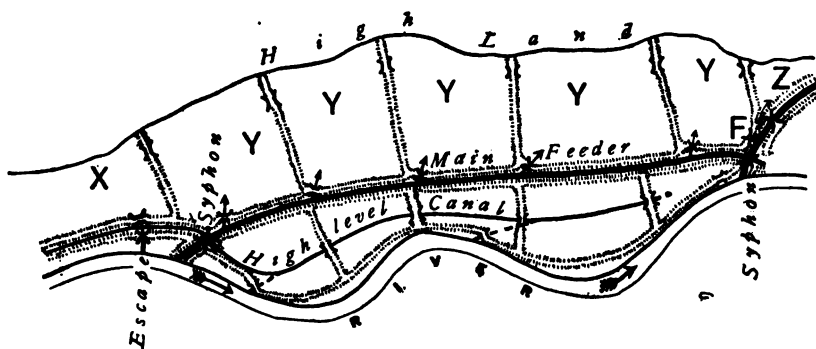 High Land
X
Y
Y
Y
Y
Y
Z
F
Syphon
Main Feeder
High level Canal
Escape
Syphon
River